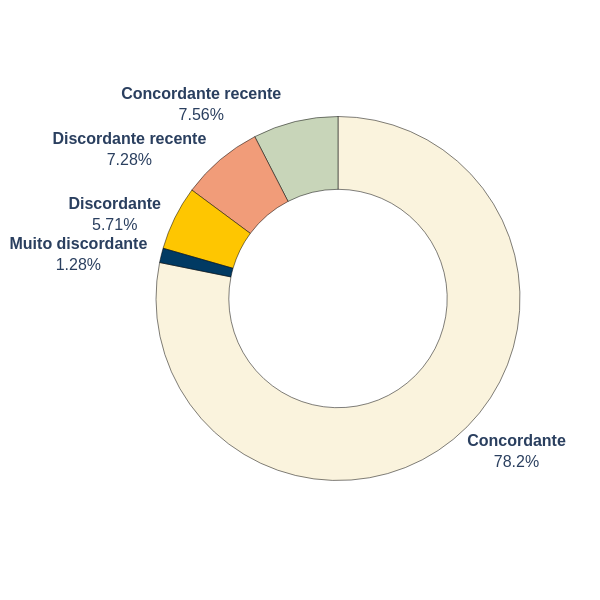 Concordante recente
7.56%
Discordante recente
7.28%
Discordante
5.71%
Muito discordante
1.28%
Concordante
78.2%